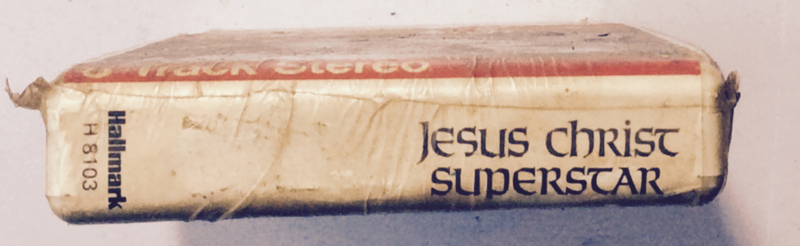 8 Track Stereo
Hallmark
H 8103
Jesus Christ
Superstar